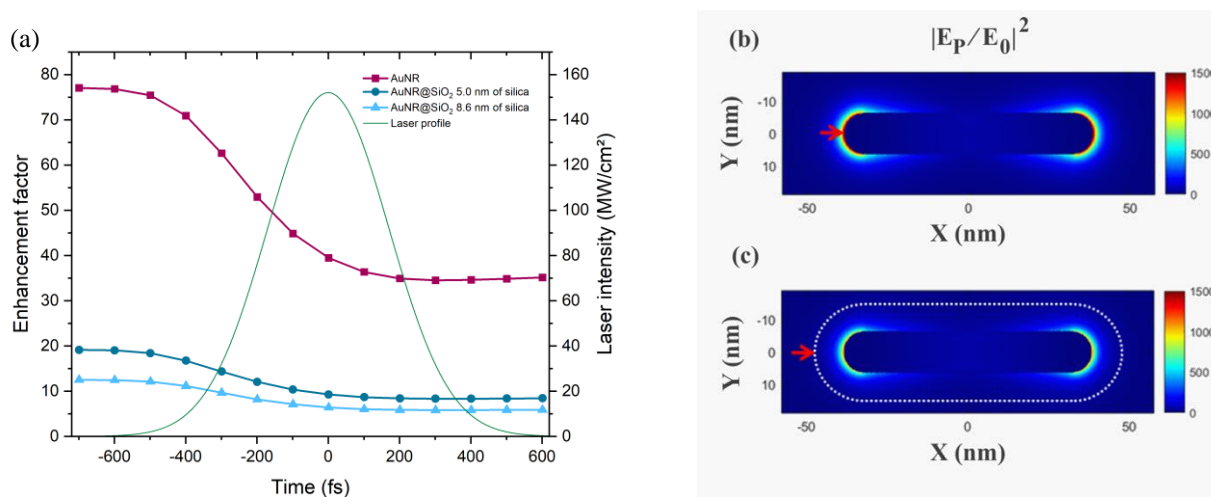 (a)
Enhancement factor
80
70
60
50
40
30
20
10
0
160
140
120
100
80
60
40
20
0
Laser intensity (MW/cm²)
AuNR
AuNR@SiO₂ 5.0 nm of silica
AuNR@SiO₂ 8.6 nm of silica
Laser profile
-600 -400 -200 0 200 400 600
Time (fs)
(b)
|E_P/E_0|²
Y (nm)
-10
0
10
-50 0 50
X (nm)
1500
1000
500
0
(c)
Y (nm)
-10
0
10
-50 0 50
X (nm)
1500
1000
500
0